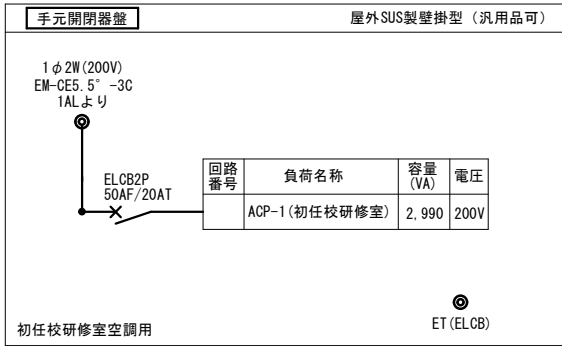 手元開閉器盤
屋外SUS製壁掛型（汎用品可）
1φ2W(200V)
EM-CE5.5°-3C
1ALより
ELCB2P
50AF/20AT
回路番号 負荷名称 容量(VA) 電圧
ACP-1(初任校研修室) 2,990 200V
ET(ELCB)
初任校研修室空調用